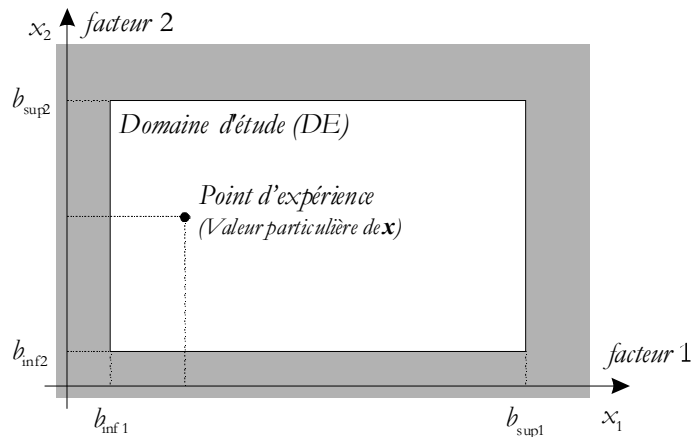 x2 facteur 2
bsup2
Domaine d'étude (DE)
Point d'expérience
(Valeur particulière de x)
binf2
facteur 1
binf 1
bsup1
x1